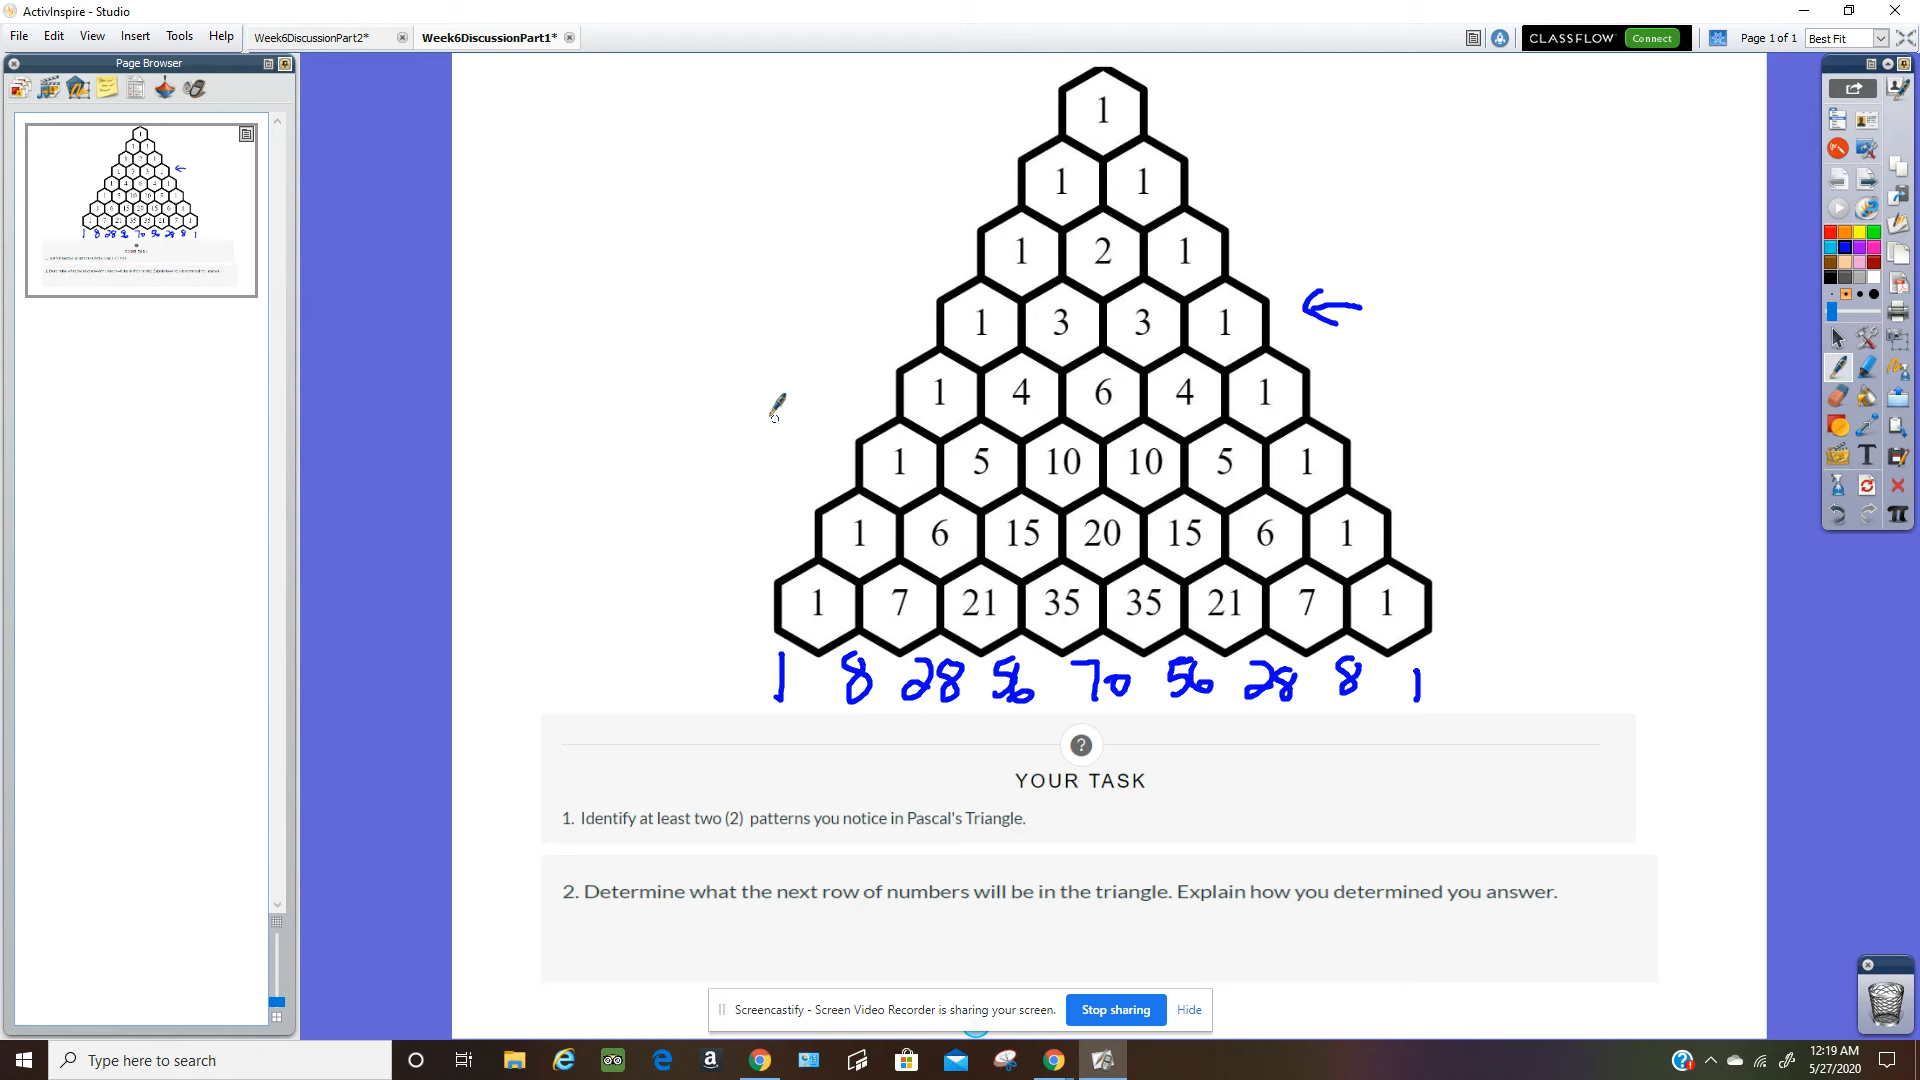 ActivInspire - Studio
File Edit View Insert Tools Help
Week6DiscussionPart2* Week6DiscussionPart1*
CLASSFLOW Connect
Page 1 of 1 Best Fit
Page Browser
1
1 1
1 2 1
1 3 3 1
1 4 6 4 1
1 5 10 10 5 1
1 6 15 20 15 6 1
1 7 21 35 35 21 7 1
1 8 28 56 70 56 28 8 1
?
YOUR TASK
1. Identify at least two (2) patterns you notice in Pascal's Triangle.
2. Determine what the next row of numbers will be in the triangle. Explain how you determined you answer.
Screencastify - Screen Video Recorder is sharing your screen. Stop sharing Hide
Type here to search
12:19 AM
5/27/2020